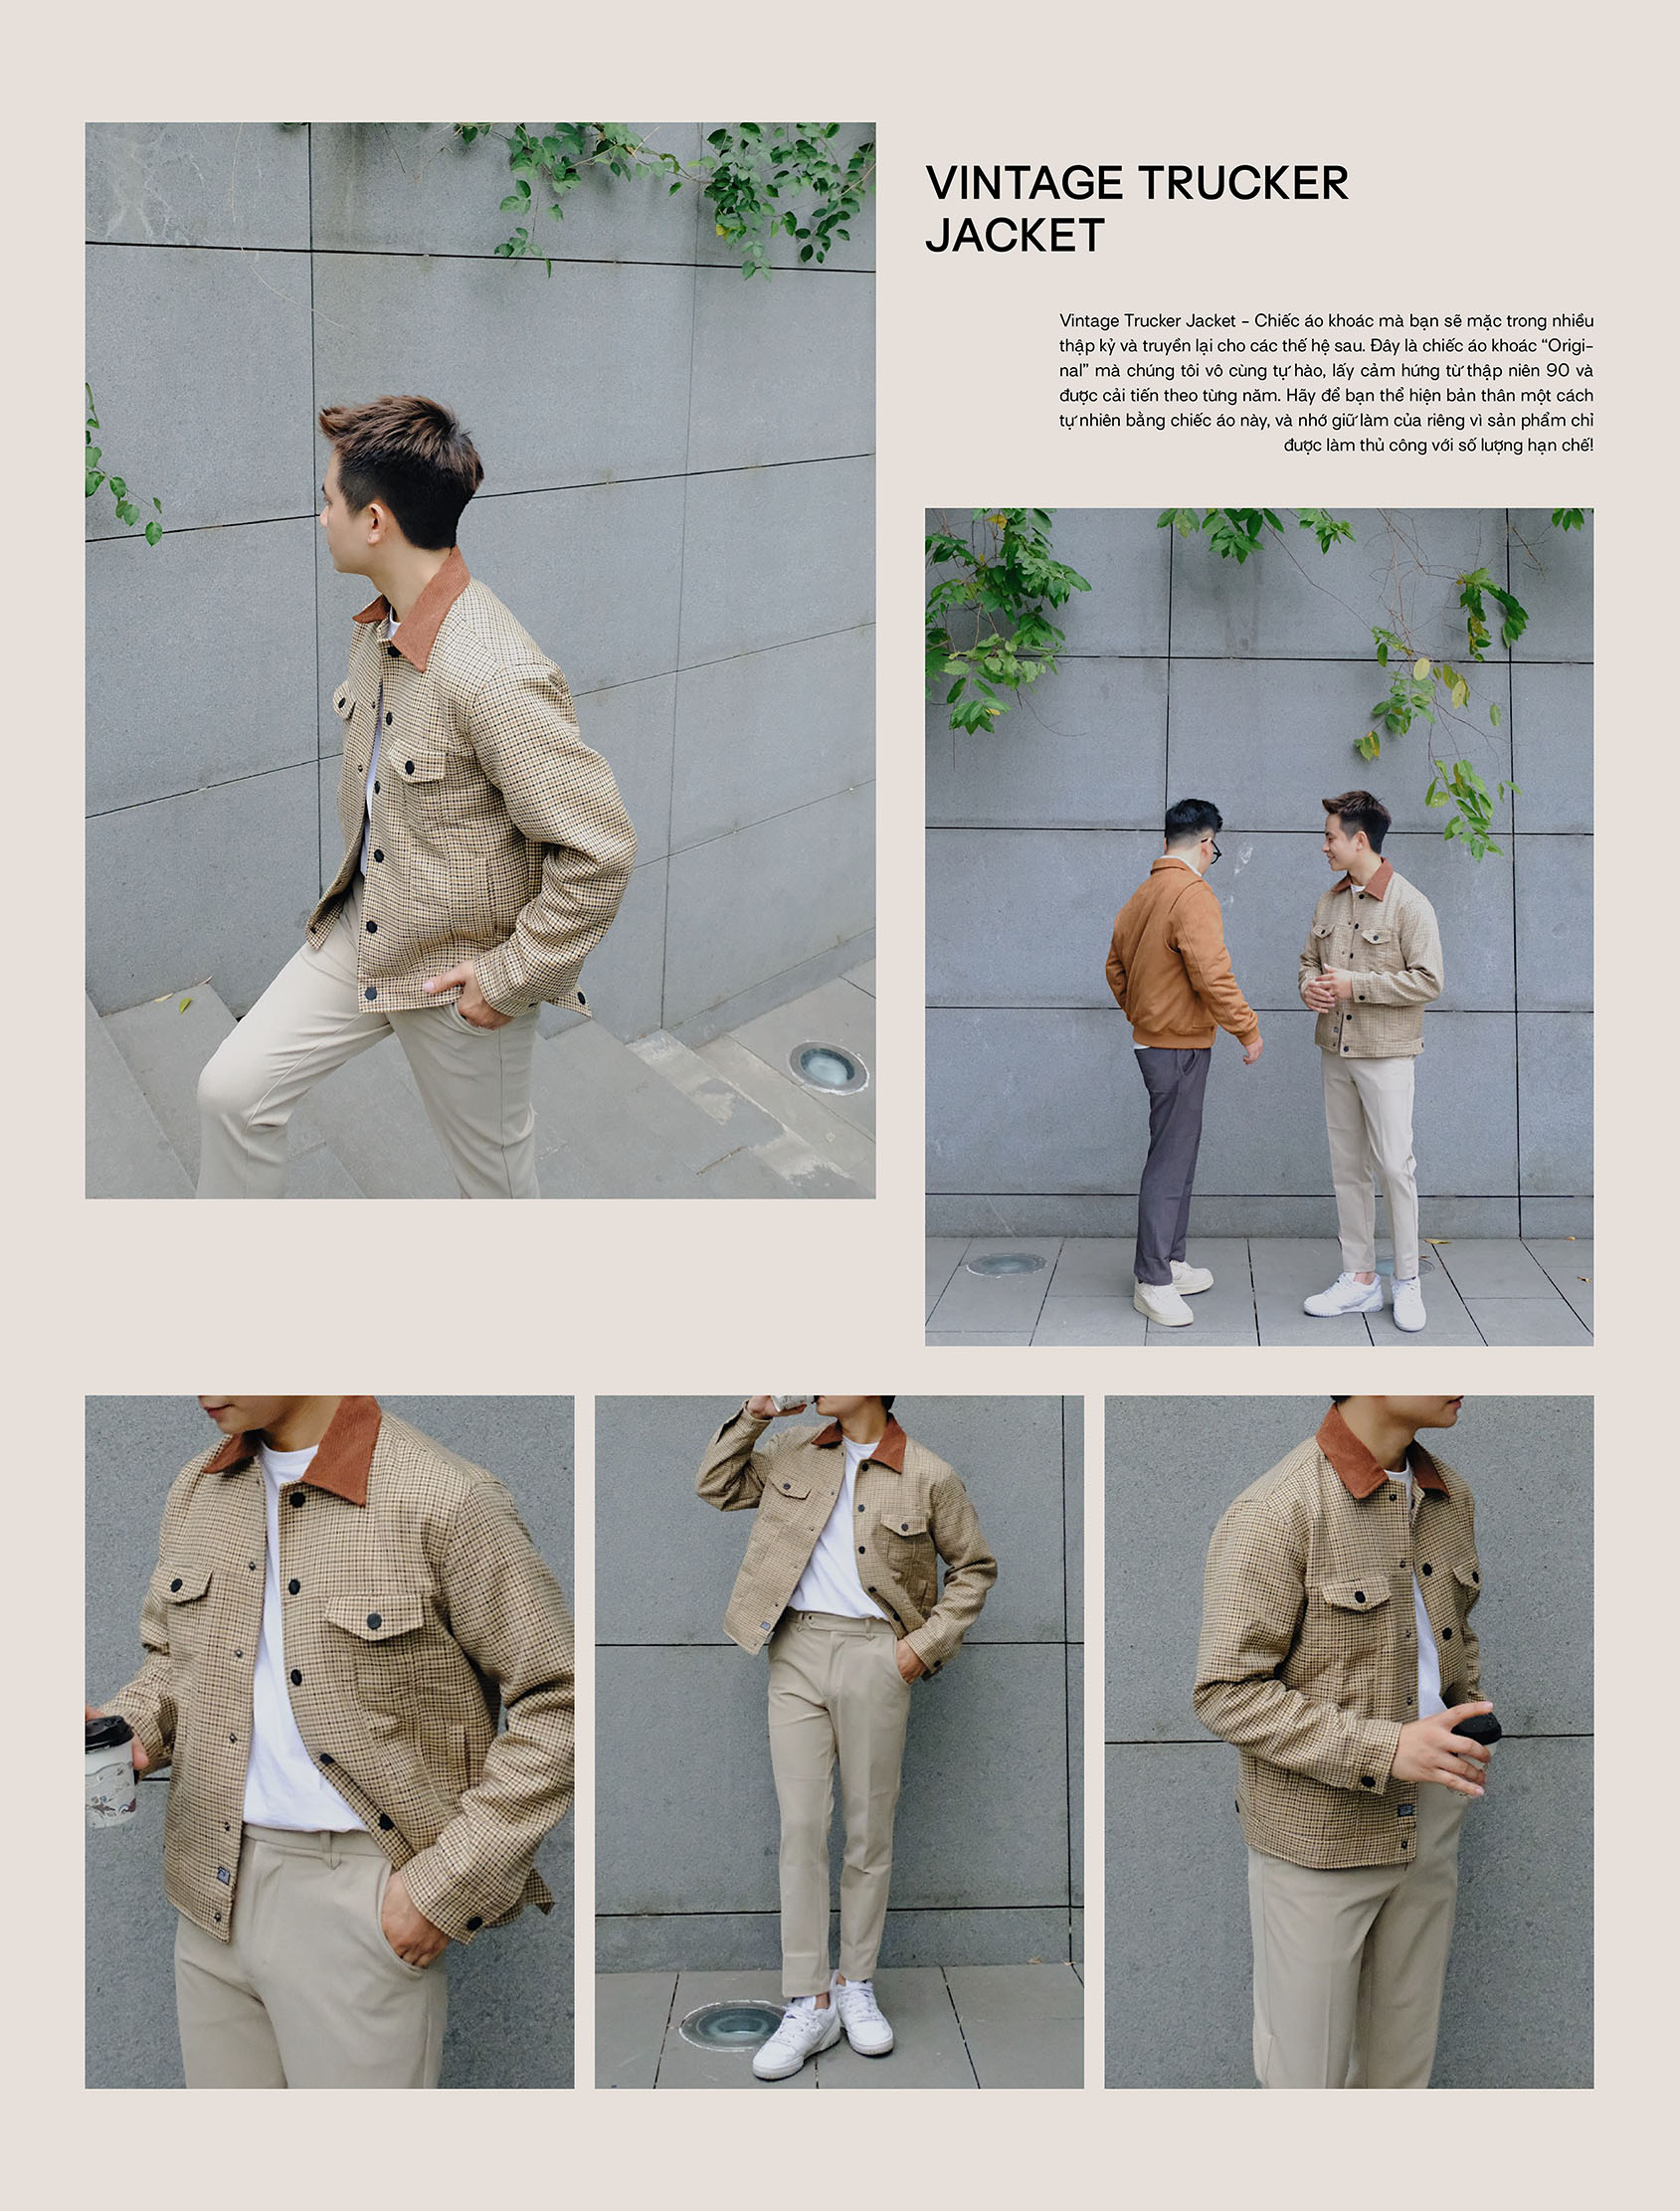 VINTAGE TRUCKER
JACKET
Vintage Trucker Jacket - Chiếc áo khoác mà bạn sẽ mặc trong nhiều
thập kỷ và truyền lại cho các thế hệ sau. Đây là chiếc áo khoác “Origi-
nal” mà chúng tôi vô cùng tự hào, lấy cảm hứng từ thập niên 90 và
được cải tiến theo từng năm. Hãy để bạn thể hiện bản thân một cách
tự nhiên bằng chiếc áo này, và nhớ giữ làm của riêng vì sản phẩm chỉ
được làm thủ công với số lượng hạn chế!